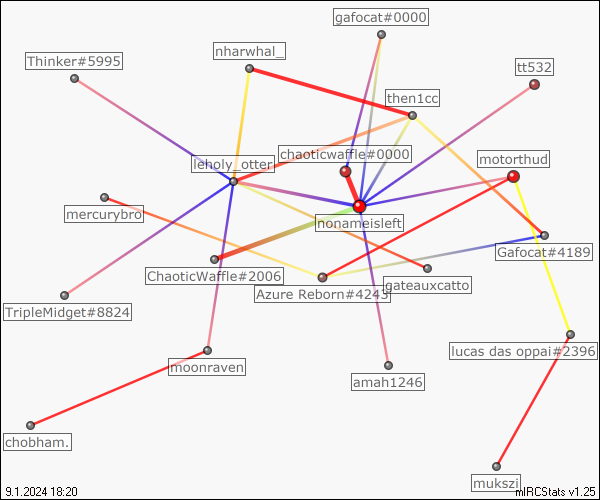 gafocat#0000
nharwhal_
Thinker#5995
tt532
then1cc
chaoticwaffle#0000
motorthud
leholy_otter
mercurybro
nonameisleft
Gafocat#4189
ChaoticWaffle#2006
gateauxcatto
Azure Reborn#4243
TripleMidget#8824
lucas das oppai#2396
moonraven
amah1246
chobham.
mukszi
9.1.2024 18:20
mIRCStats v1.25